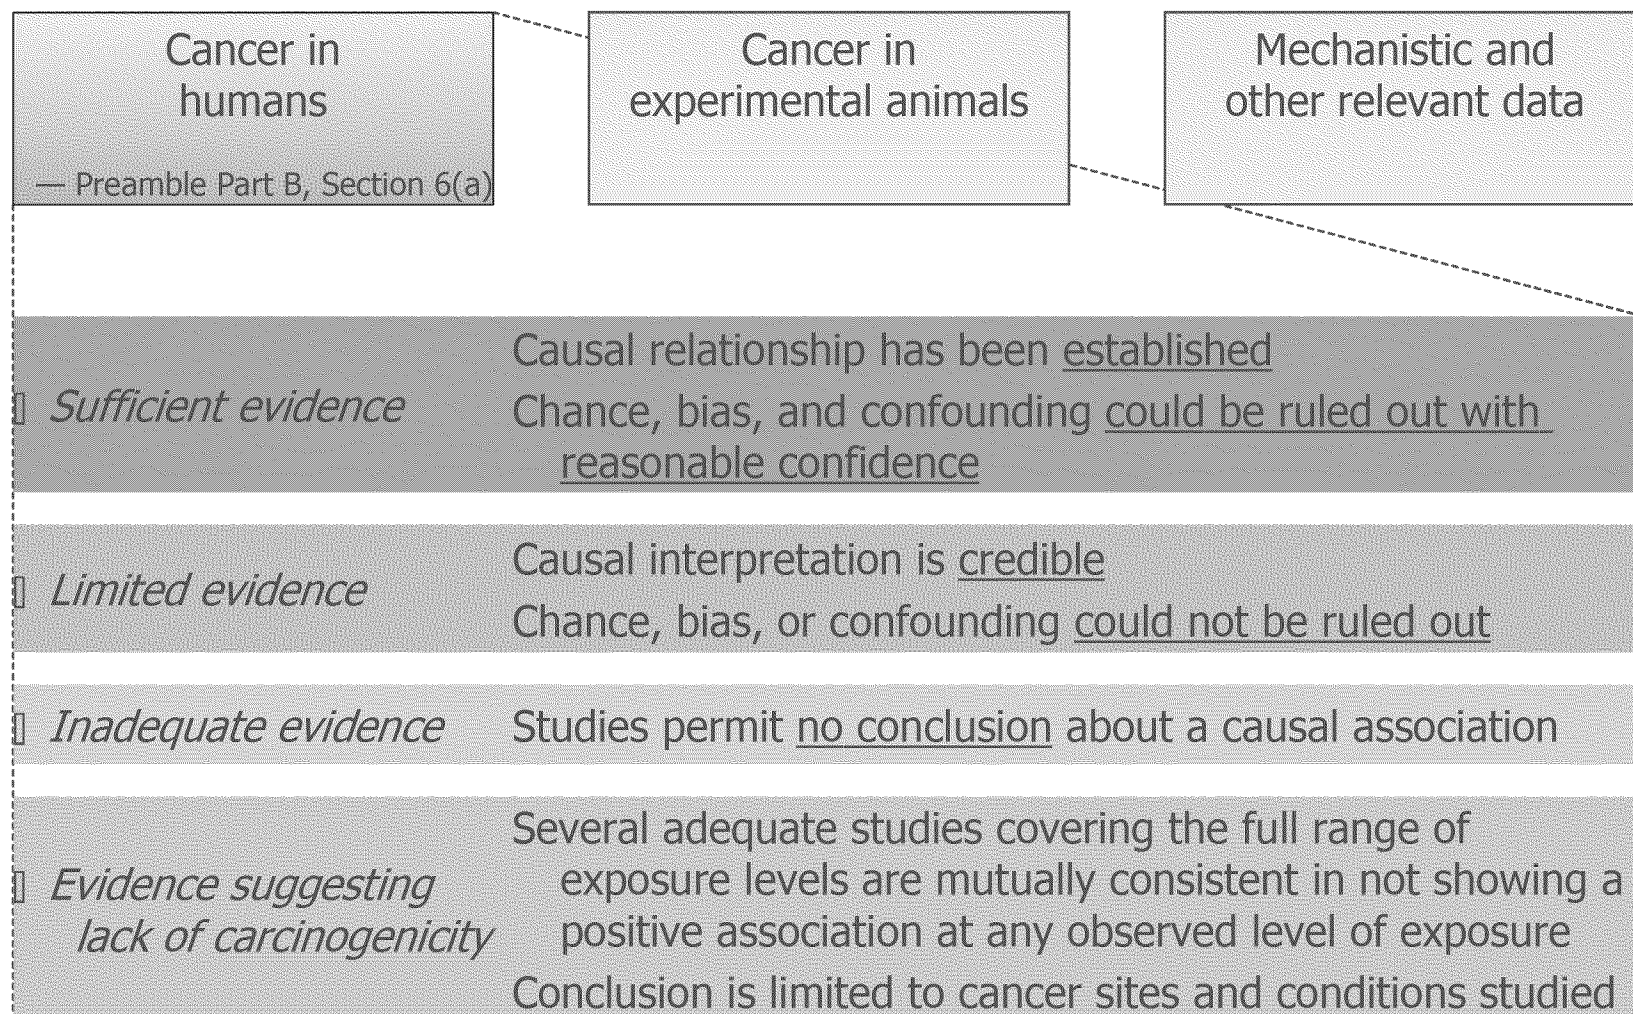 Cancer in
humans
— Preamble Part B, Section 6(a)
Cancer in
experimental animals
Mechanistic and
other relevant data
Sufficient evidence
Causal relationship has been established
Chance, bias, and confounding could be ruled out with
reasonable confidence
Limited evidence
Causal interpretation is credible
Chance, bias, or confounding could not be ruled out
Inadequate evidence
Studies permit no conclusion about a causal association
Evidence suggesting
lack of carcinogenicity
Several adequate studies covering the full range of
exposure levels are mutually consistent in not showing a
positive association at any observed level of exposure
Conclusion is limited to cancer sites and conditions studied